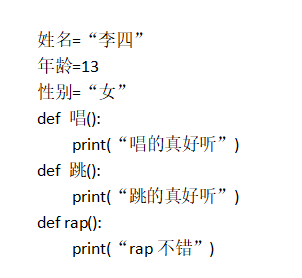 姓名=“李四”
年龄=13
性别=“女”
def 唱():
print(“唱的真好听”)
def 跳():
print(“跳的真好听”)
def rap():
print(“rap 不错”)